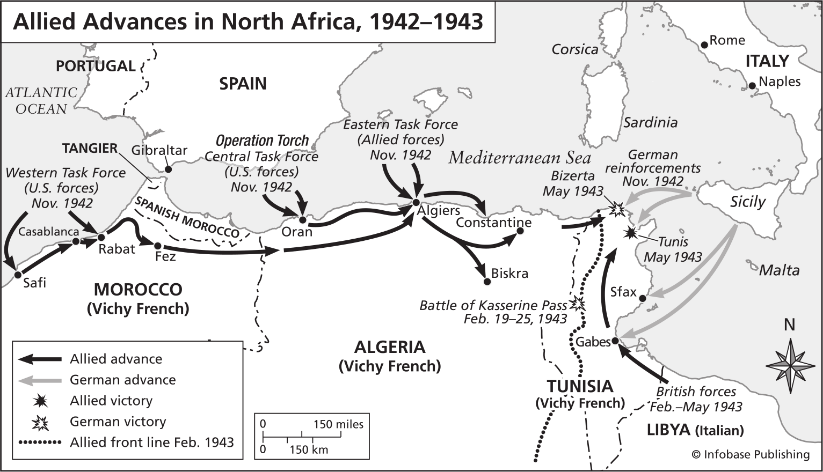 Allied Advances in North Africa, 1942–1943
PORTUGAL
ATLANTIC
OCEAN
SPAIN
Corsica
Rome
ITALY
Naples
Sardinia
TANGIER
Gibraltar
Operation Torch
Central Task Force
(U.S. forces)
Nov. 1942
Eastern Task Force
(Allied forces)
Nov. 1942
Mediterranean Sea
German
reinforcements
Nov. 1942
Bizerta
May 1943
Sicily
Western Task Force
(U.S. forces)
Nov. 1942
SPANISH MOROCCO
Casablanca
Rabat
Fez
Safi
Oran
Algiers
Constantine
Biskra
Tunis
May 1943
Malta
MOROCCO
(Vichy French)
Battle of Kasserine Pass
Feb. 19–25, 1943
Sfax
Gabes
ALGERIA
(Vichy French)
TUNISIA
(Vichy French)
British forces
Feb.–May 1943
LIBYA (Italian)
N
Allied advance
German advance
Allied victory
German victory
Allied front line Feb. 1943
0 150 miles
0 150 km
© Infobase Publishing